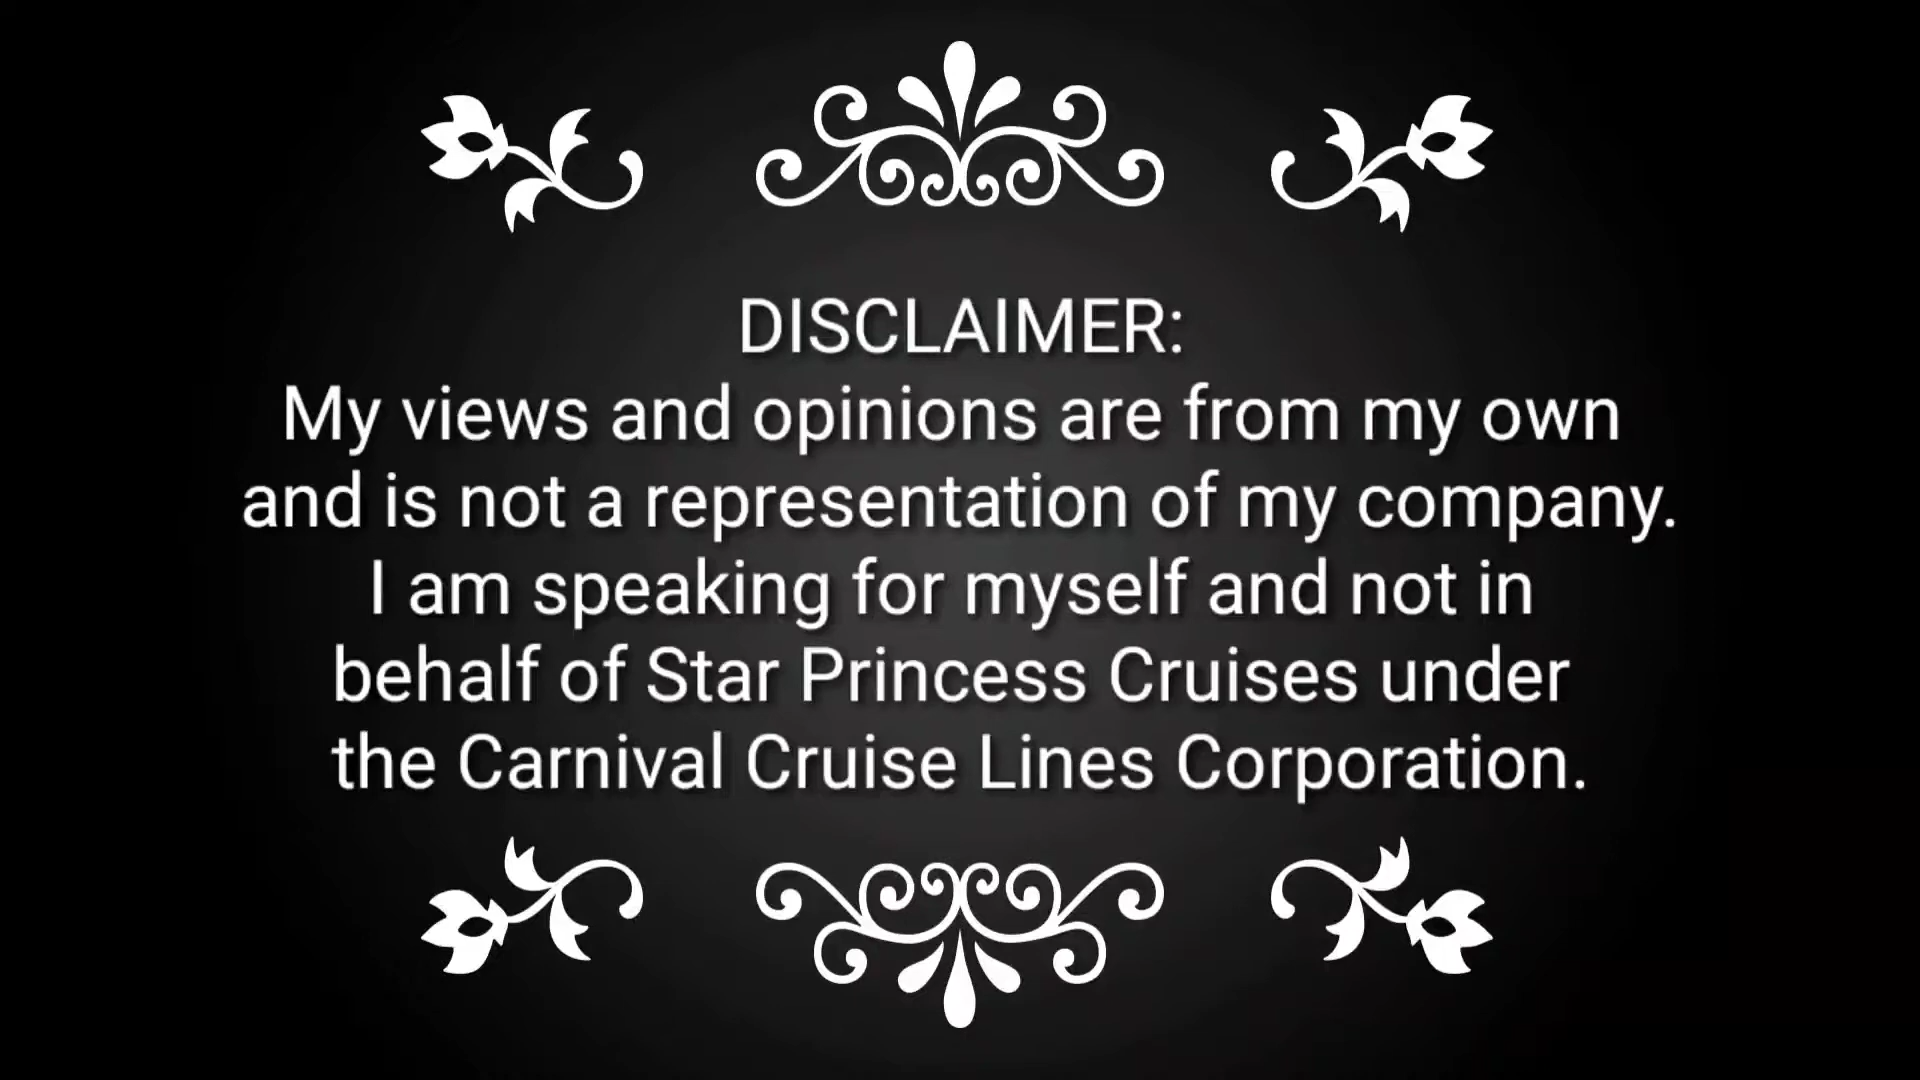 DISCLAIMER:
My views and opinions are from my own
and is not a representation of my company.
I am speaking for myself and not in
behalf of Star Princess Cruises under
the Carnival Cruise Lines Corporation.